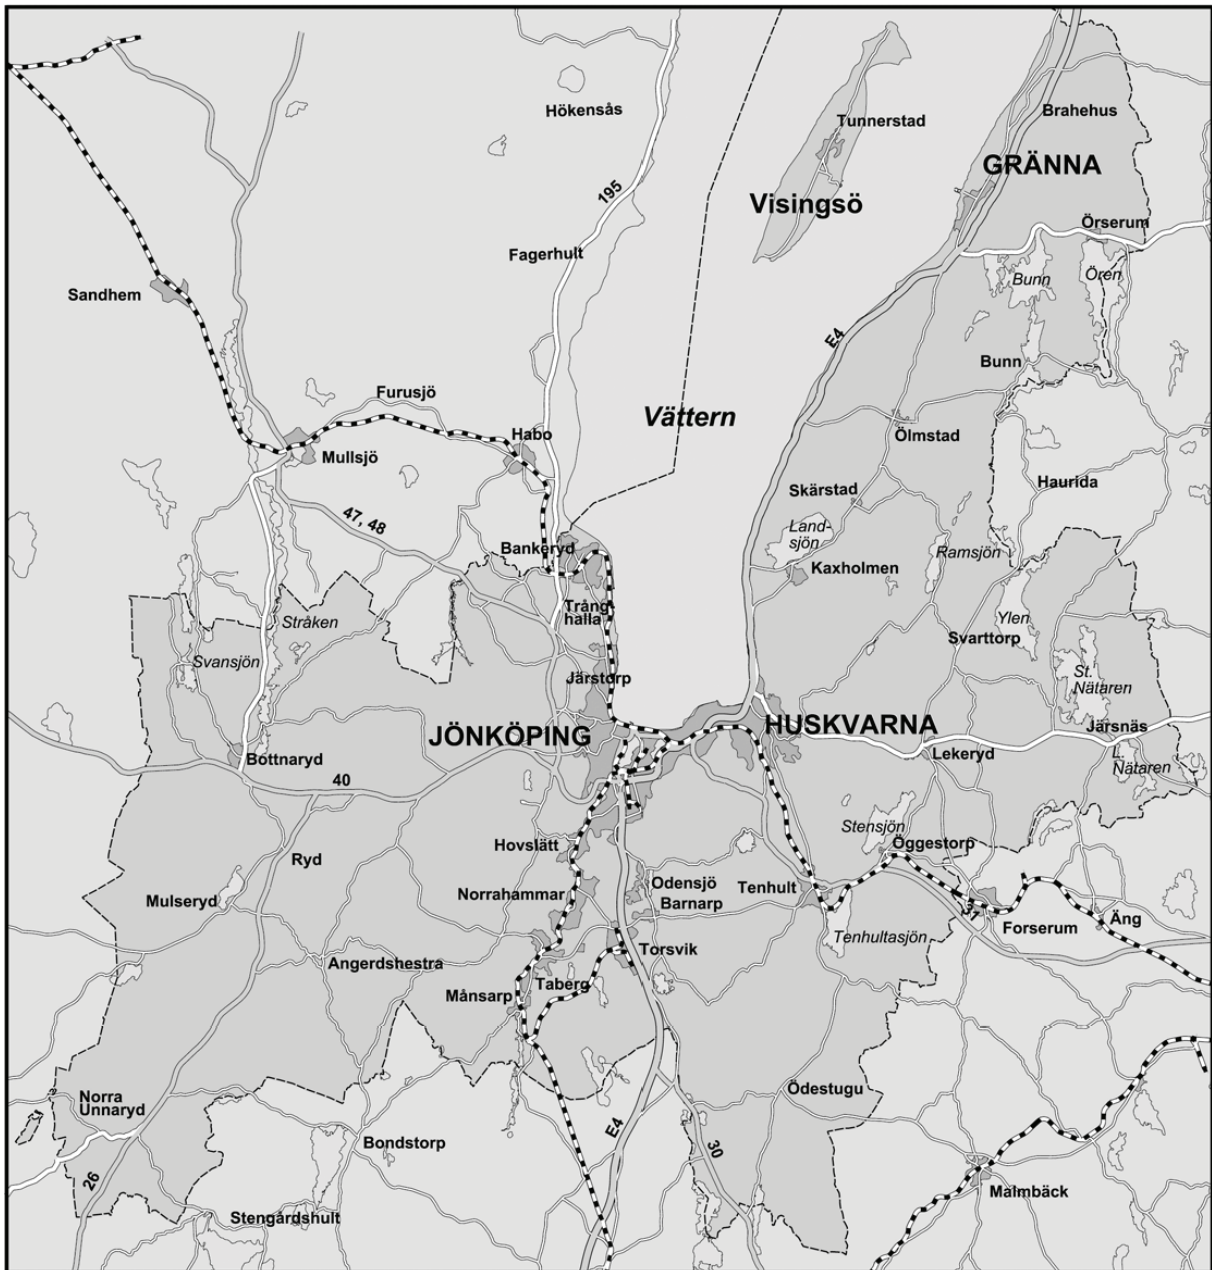 Hökensås
Brahehus
Tunnerstad
GRÄNNA
195
Visingsö
Örserum
Fagerhult
Bunn
Ören
Sandhem
E4
Bunn
Furusjö
Vättern
Habo
Ölmstad
Mullsjö
Skärstad
Haurida
47, 48
Land-
sjön
Bankeryd
Ramsjön
Kaxholmen
Trång-
halla
Stråken
Ylen
Svarttorp
Svansjön
Järstorp
St.
Nätaren
JÖNKÖPING
HUSKVARNA
Järsnäs
Bottnaryd
Lekeryd
L.
Nätaren
40
Stensjön
Hovslätt
Öggestorp
Ryd
Odensjö
Tenhult
Norrahammar
Mulseryd
Barnarp
31
Äng
Forserum
Tenhultasjön
Torsvik
Angerdshestra
Taberg
Månsarp
Norra
Unnaryd
Ödestugu
E4
Bondstorp
30
26
Malmbäck
Stengårdshult